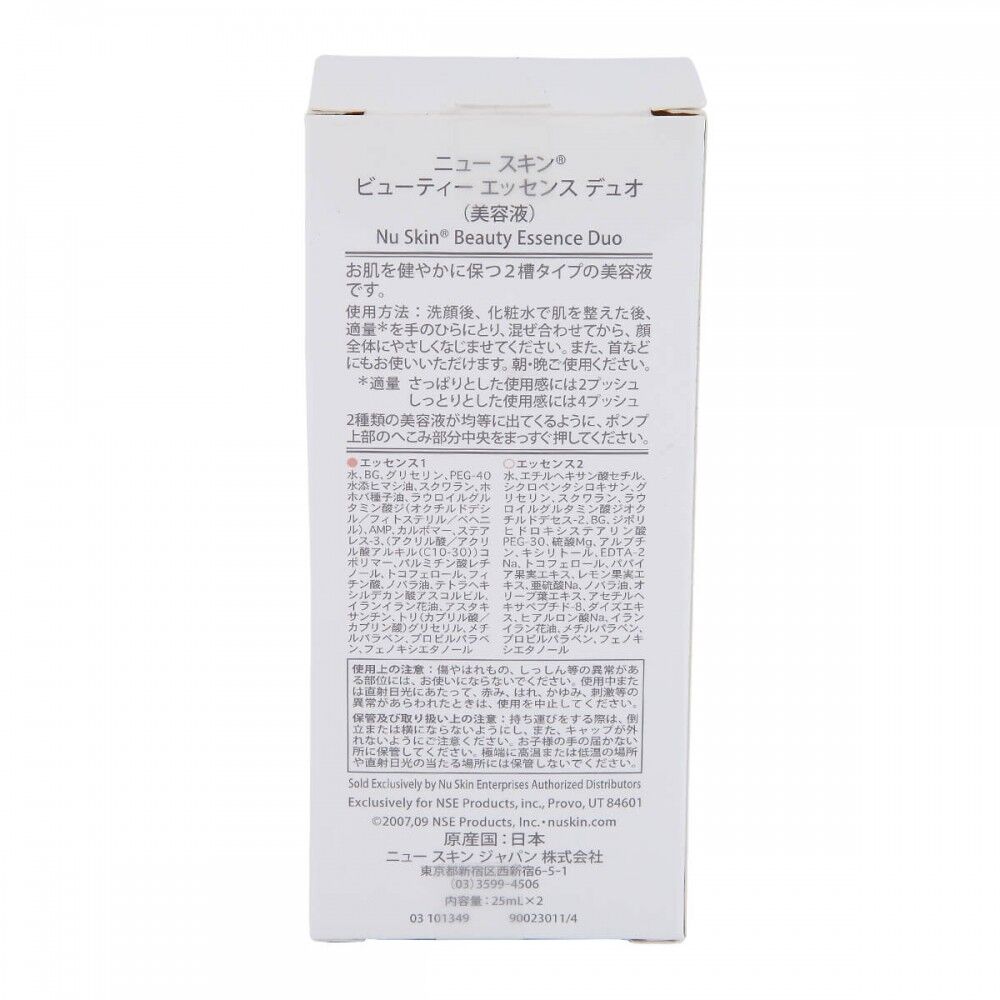 ニュー スキン®
ビューティー エッセンス デュオ
（美容液）
Nu Skin® Beauty Essence Duo
お肌を健やかに保つ2槽タイプの美容液
です。
使用方法：洗顔後、化粧水で肌を整えた後、
適量＊を手のひらにとり、混ぜ合わせてから、顔
全体にやさしくなじませてください。また、首など
にもお使いいただけます。朝・晩ご使用ください。
＊適量 さっぱりとした使用感には2プッシュ
しっとりとした使用感には4プッシュ
2種類の美容液が均等に出てくるように、ポンプ
上部のへこみ部分中央をまっすぐ押してください。
●エッセンス1
水、BG、グリセリン、PEG-40
水添ヒマシ油、スクワラン、ホ
ホバ種子油、ラウロイルグル
タミン酸ジ(オクチルドデシ
ル/フィトステリル/ベヘニ
ル)、AMP、カルボマー、ステア
レス-3、(アクリル酸/アクリ
ル酸アルキル(C10-30))コ
ポリマー、パルミチン酸レチ
ノール、トコフェロール、フィ
チン酸、ノバラ油、テトラヘキ
シルデカン酸アスコルビル、
イランイラン花油、アスタキ
サンチン、トリ(カプリル酸/
カプリン酸)グリセリル、メチ
ルパラベン、プロピルパラベ
ン、フェノキシエタノール
○エッセンス2
水、エチルヘキサン酸セチル、
シクロペンタシロキサン、グ
リセリン、スクワラン、ラウ
ロイルグルタミン酸ジオク
チルドデセス-2、BG、ジポリ
ヒドロキシステアリン酸
PEG-30、硫酸Mg、アルブチ
ン、キシリトール、EDTA-2
Na、トコフェロール、パパイ
ア果実エキス、レモン果実エ
キス、亜硫酸Na、ノバラ油、オ
リーブ葉エキス、アセチルヘ
キサペプチド-8、ダイズエキ
ス、ヒアルロン酸Na、イラン
イラン花油、メチルパラベン、
プロピルパラベン、フェノキ
シエタノール
使用上の注意：傷やはれもの、しっしん等の異常があ
る部位には、お使いにならないでください。使用中また
は直射日光にあたって、赤み、はれ、かゆみ、刺激等の
異常があらわれたときは、使用を中止してください。
保管及び取り扱い上の注意：持ち運びをする際は、倒
立または横にならないようにし、また、キャップが外
れないようにご注意ください。お子様の手の届かない
所に保管してください。極端に高温または低温の場所
や直射日光の当たる場所には保管しないでください。
Sold Exclusively by Nu Skin Enterprises Authorized Distributors
Exclusively for NSE Products, inc., Provo, UT 84601
©2007,09 NSE Products, Inc.・nuskin.com
原産国：日本
ニュー スキン ジャパン 株式会社
東京都新宿区西新宿6-5-1
(03)3599-4506
内容量：25mL×2
03 101349 90023011/4